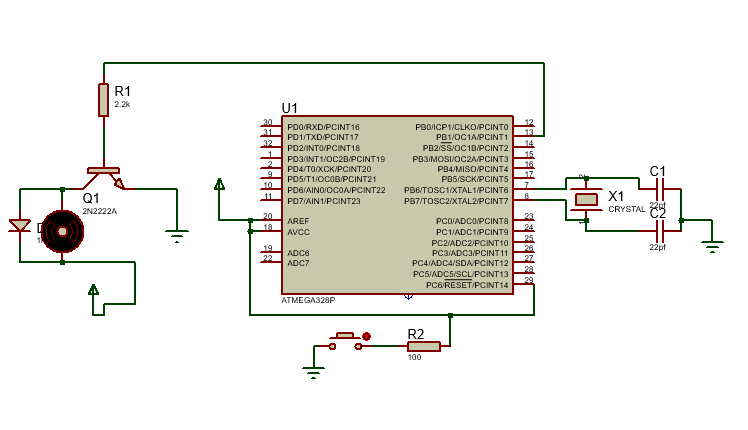 R1
2.2k
Q1
2N2222A
U1
30 PD0/RXD/PCINT16
31 PD1/TXD/PCINT17
32 PD2/INT0/PCINT18
1 PD3/INT1/OC2B/PCINT19
2 PD4/T0/XCK/PCINT20
9 PD5/T1/OC0B/PCINT21
10 PD6/AIN0/OC0A/PCINT22
11 PD7/AIN1/PCINT23
20 AREF
18 AVCC
19 ADC6
22 ADC7
PB0/ICP1/CLKO/PCINT0 12
PB1/OC1A/PCINT1 13
PB2/SS/OC1B/PCINT2 14
PB3/MOSI/OC2A/PCINT3 15
PB4/MISO/PCINT4 16
PB5/SCK/PCINT5 17
PB6/TOSC1/XTAL1/PCINT6 7
PB7/TOSC2/XTAL2/PCINT7 8
PC0/ADC0/PCINT8 23
PC1/ADC1/PCINT9 24
PC2/ADC2/PCINT10 25
PC3/ADC3/PCINT11 26
PC4/ADC4/SDA/PCINT12 27
PC5/ADC5/SCL/PCINT13 28
PC6/RESET/PCINT14 29
ATMEGA328P
X1
CRYSTAL
C1
22pf
C2
22pf
R2
100